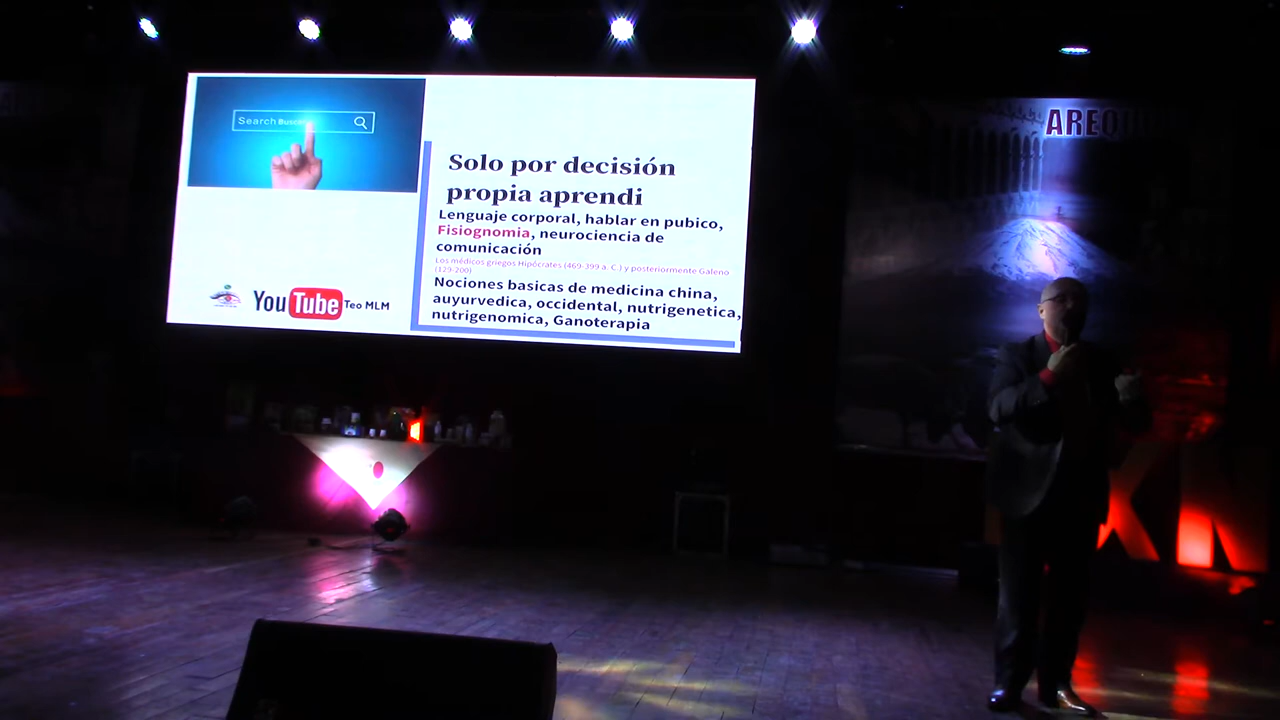 Search Buscar
Solo por decisión
propia aprendi
Lenguaje corporal, hablar en pubico,
Fisiognomia, neurociencia de
comunicación
Los médicos griegos Hipócrates (469-399 a. C ) y posteriormente Galeno
(129-200)
Nociones basicas de medicina china,
auyurvedica, occidental, nutrigenetica,
nutrigenomica, Ganoterapia
YouTube Teo MLM
XN